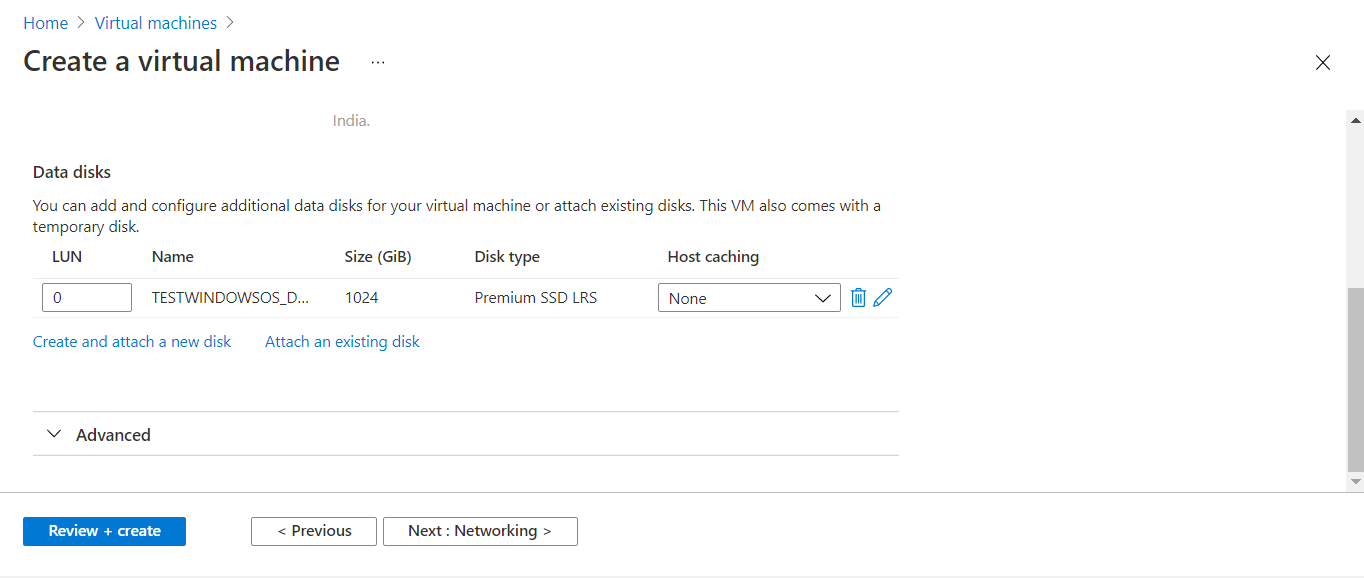 Home > Virtual machines >
Create a virtual machine ...
India.
Data disks
You can add and configure additional data disks for your virtual machine or attach existing disks. This VM also comes with a
temporary disk.
LUN Name Size (GiB) Disk type Host caching
0 TESTWINDOWSOS_D... 1024 Premium SSD LRS None
Create and attach a new disk Attach an existing disk
Advanced
Review + create < Previous Next : Networking >